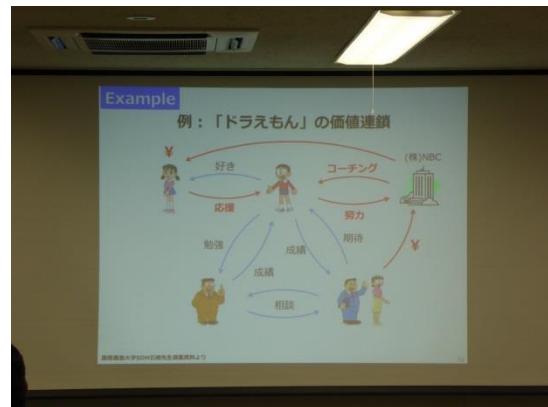 Example
例：「ドラえもん」の価値連鎖
¥
好き
コーチング
(株)NBC
応援
努力
勉強
成績
期待
¥
成績
相談